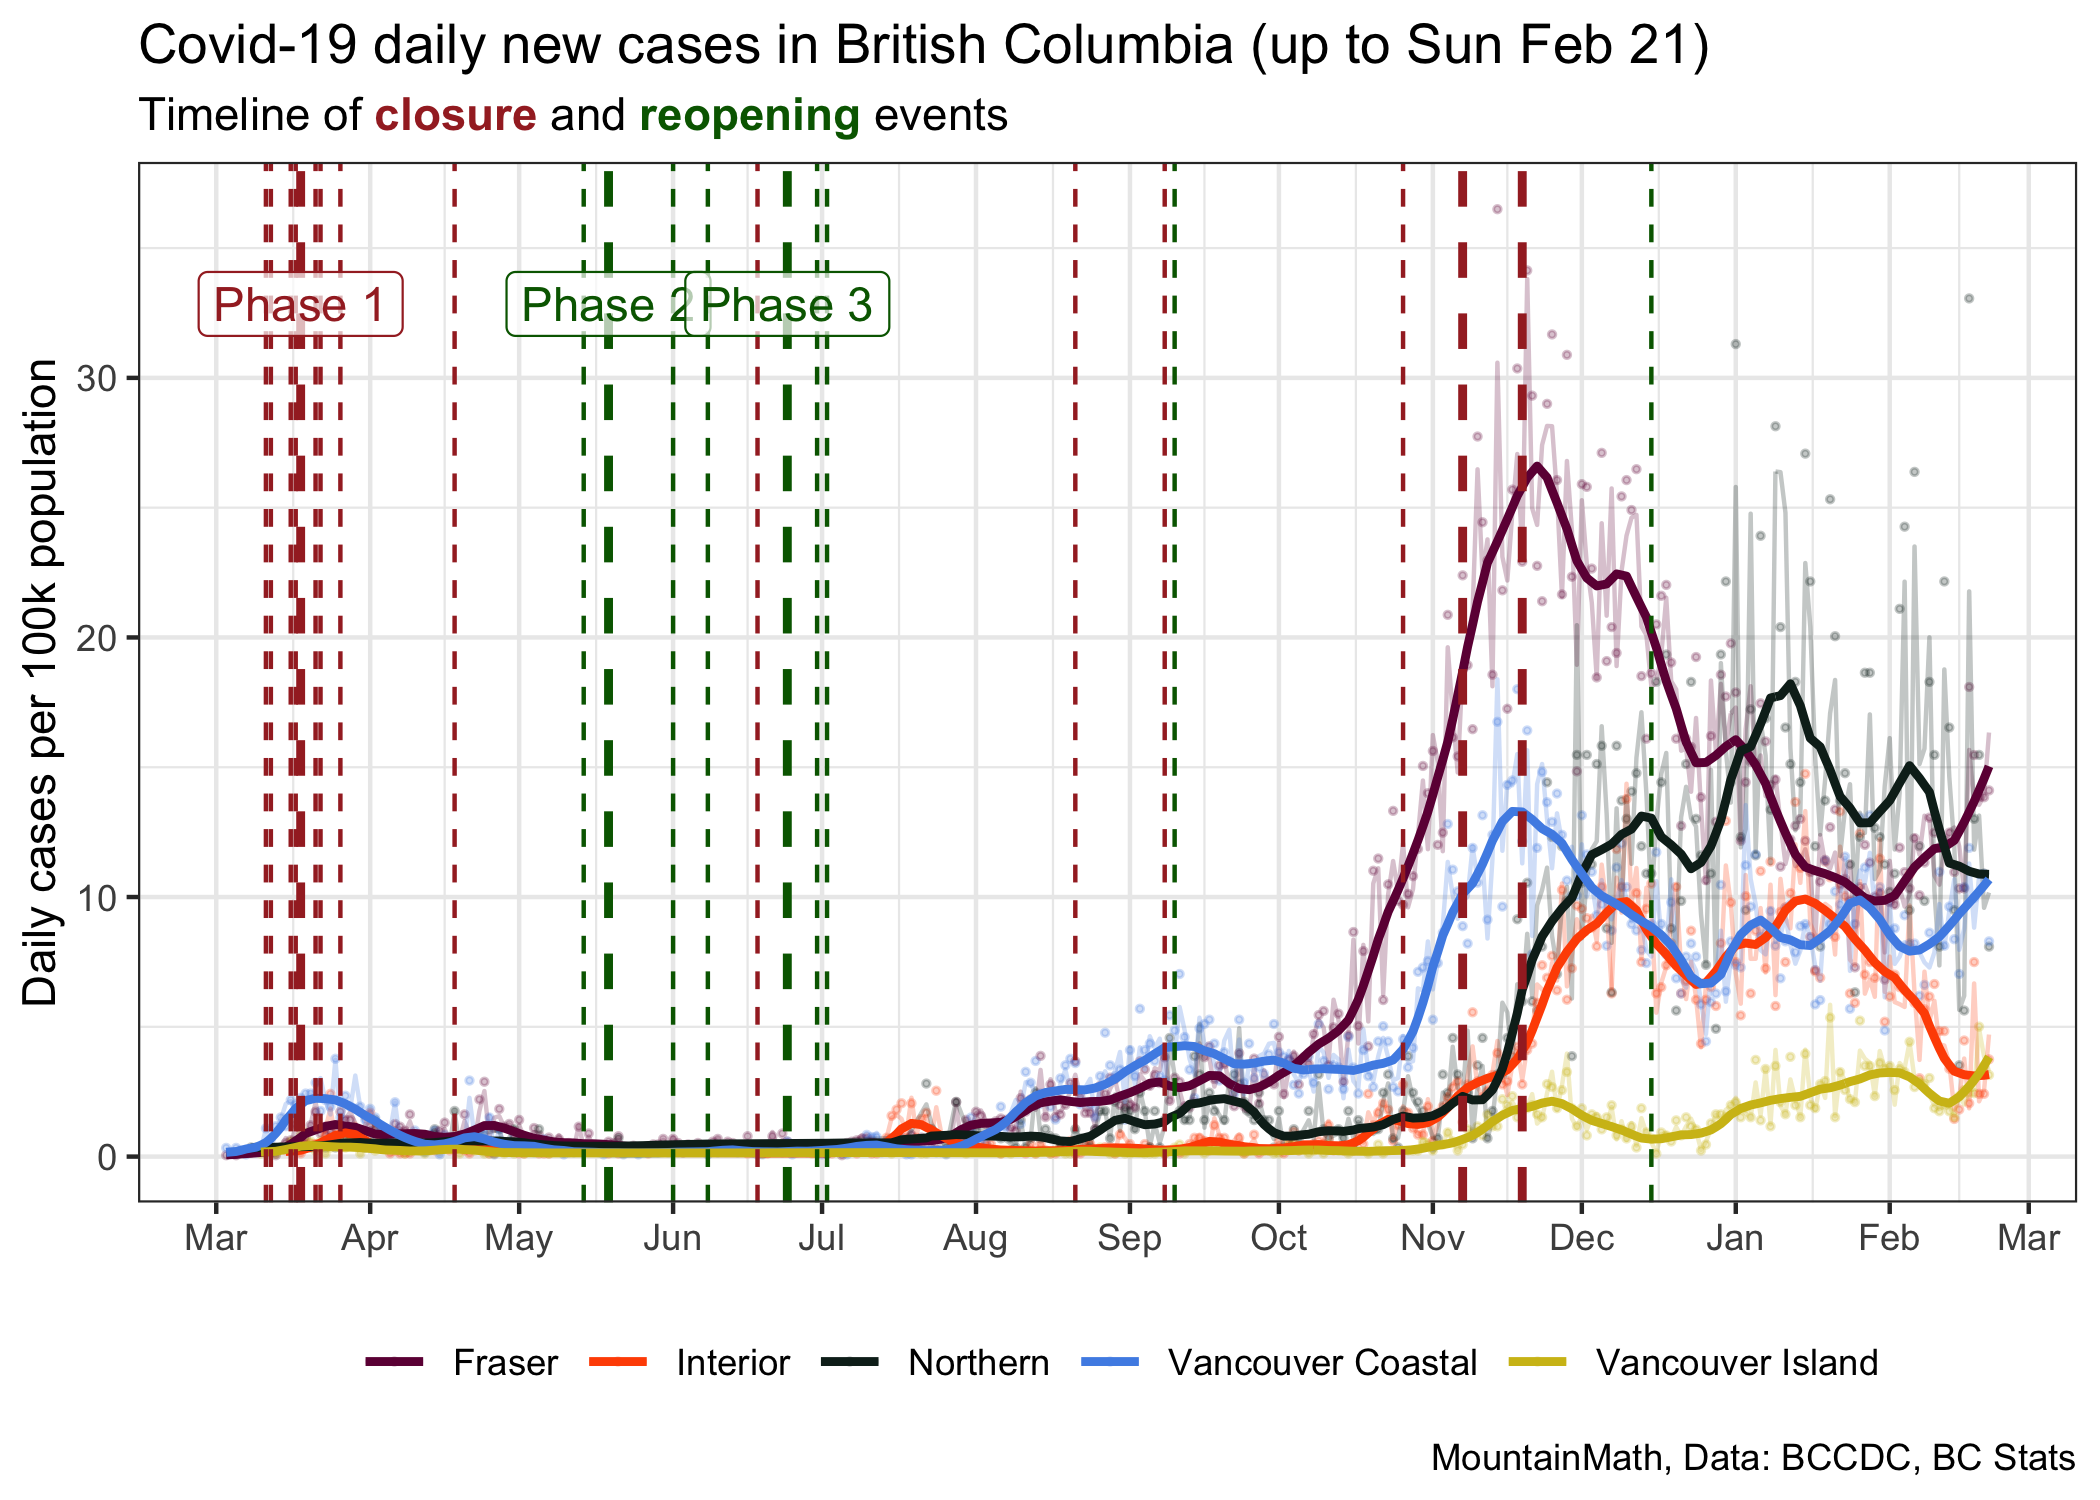 Covid-19 daily new cases in British Columbia (up to Sun Feb 21)
Timeline of closure and reopening events
Daily cases per 100k population
30
20
10
0
Phase 1
Phase 2
Phase 3
Mar Apr May Jun Jul Aug Sep Oct Nov Dec Jan Feb Mar
Fraser Interior Northern Vancouver Coastal Vancouver Island
MountainMath, Data: BCCDC, BC Stats